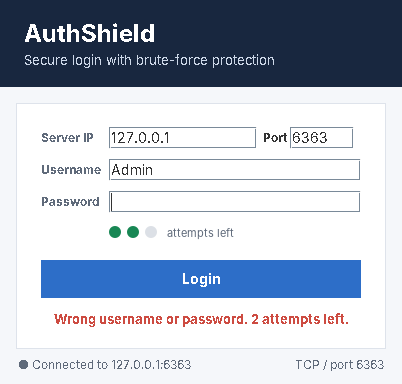 AuthShield
Secure login with brute-force protection
Server IP 127.0.0.1 Port 6363
Username Admin
Password
attempts left
Login
Wrong username or password. 2 attempts left.
Connected to 127.0.0.1:6363 TCP / port 6363